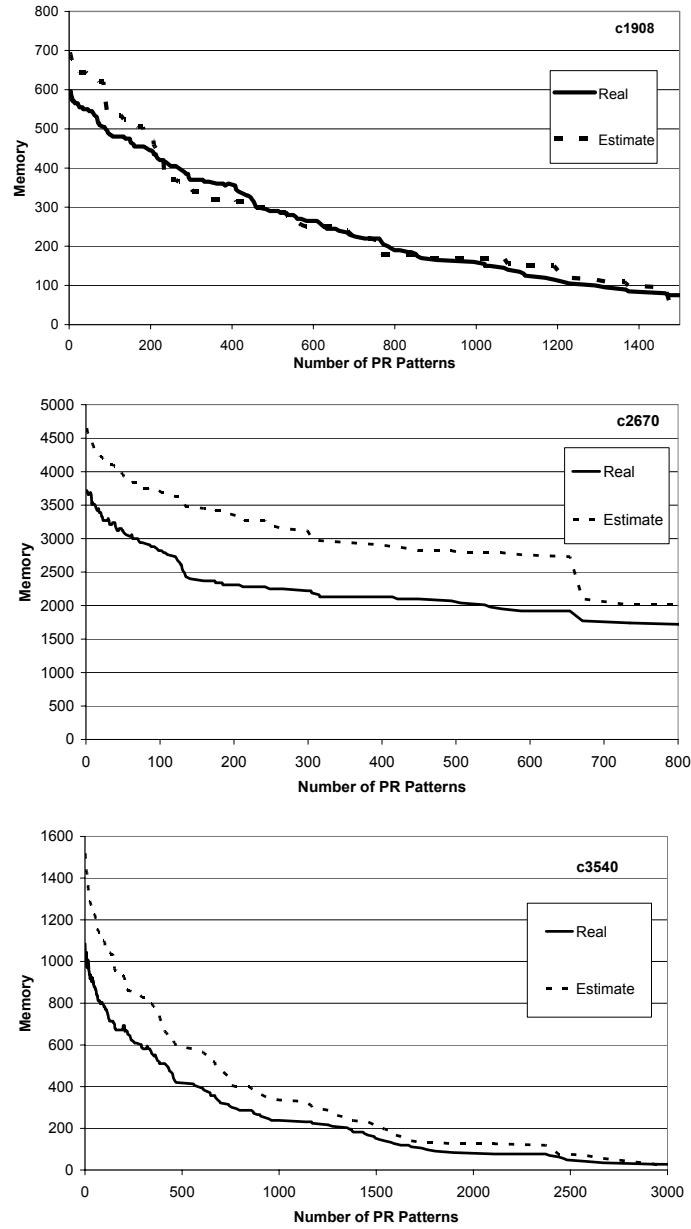 c1908
800
700
600
500
400
300
200
100
0
Memory
Real
Estimate
0 200 400 600 800 1000 1200 1400
Number of PR Patterns
c2670
5000
4500
4000
3500
3000
2500
2000
1500
1000
500
0
Memory
Real
Estimate
0 100 200 300 400 500 600 700 800
Number of PR Patterns
c3540
1600
1400
1200
1000
800
600
400
200
0
Memory
Real
Estimate
0 500 1000 1500 2000 2500 3000
Number of PR Patterns